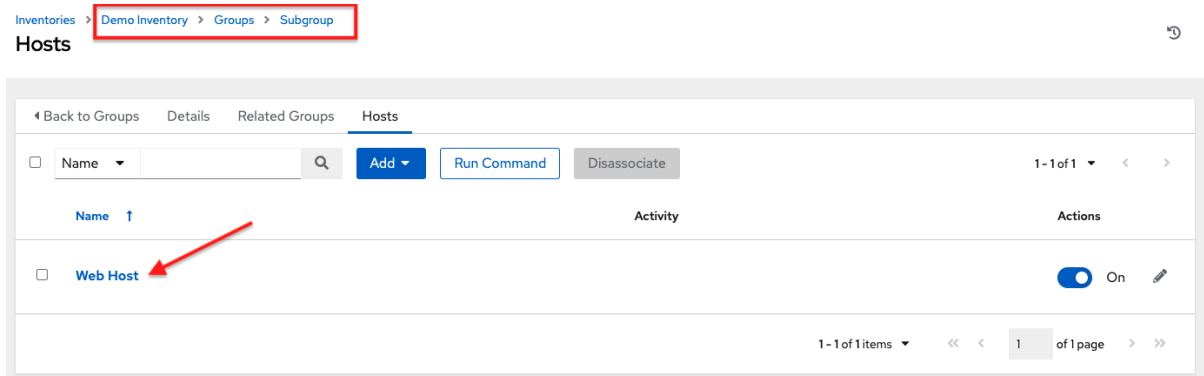 Inventories > Demo Inventory > Groups > Subgroup
Hosts
Back to Groups Details Related Groups Hosts
Name Add Run Command Disassociate 1 - 1 of 1
Name Activity Actions
Web Host On
1 - 1 of 1 items 1 of 1 page